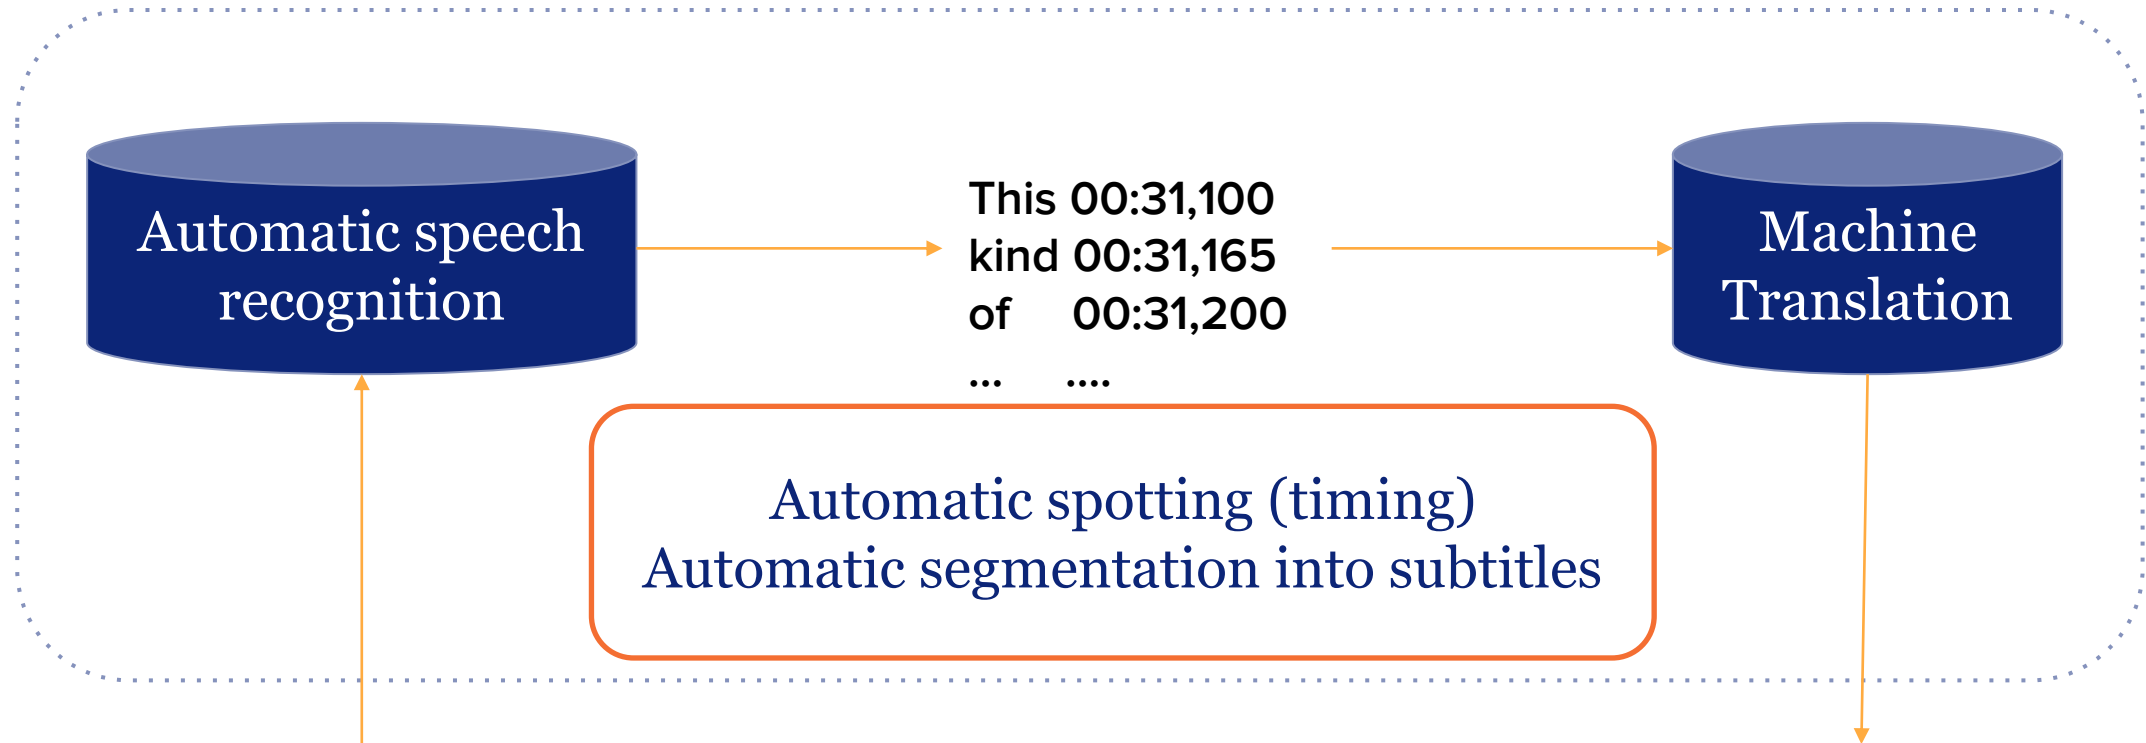 Automatic speech
recognition
This 00:31,100
kind 00:31,165
of 00:31,200
... ....
Machine
Translation
Automatic spotting (timing)
Automatic segmentation into subtitles